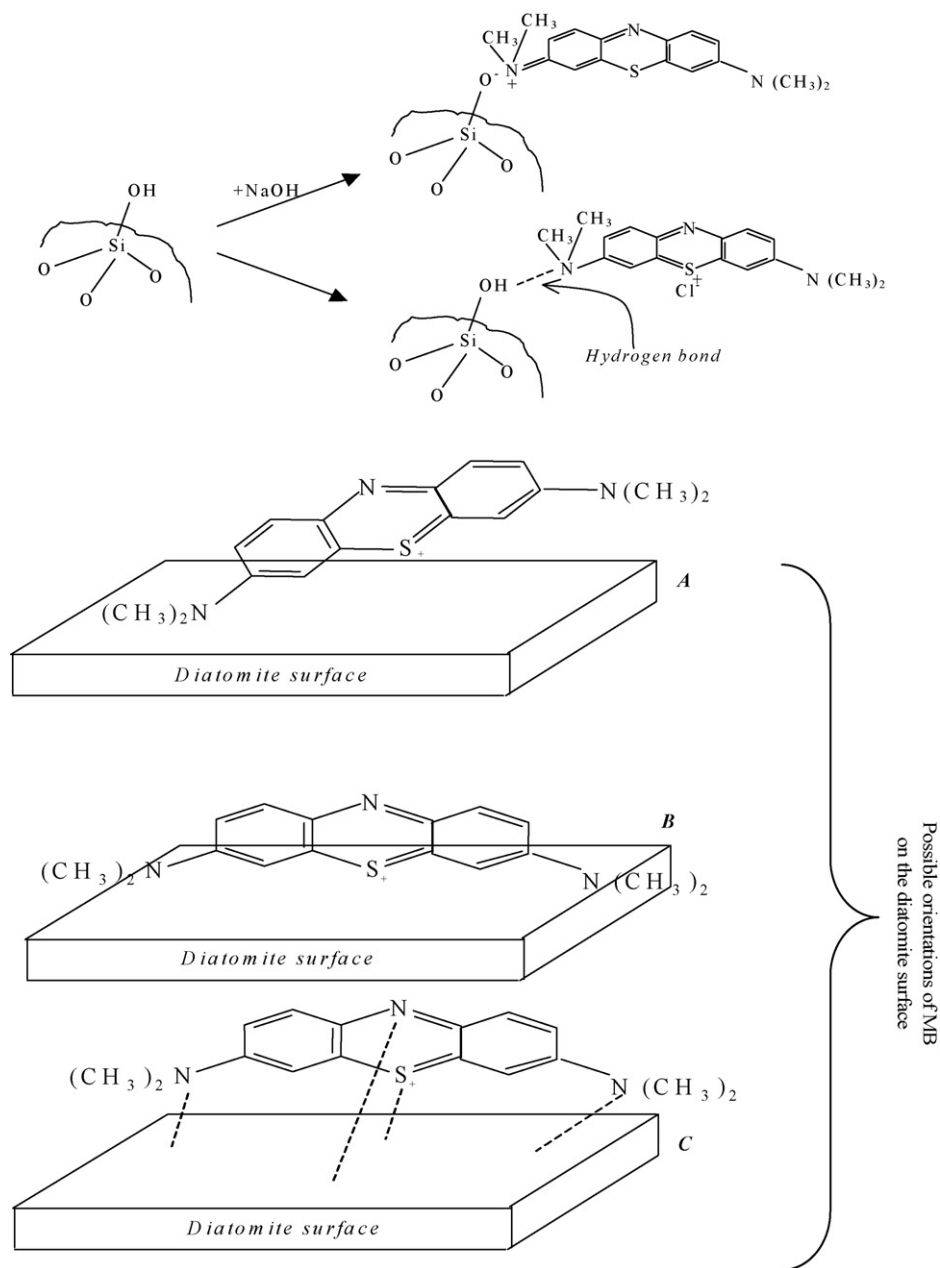 CH3
CH3
N
N
+
S
N (CH3)2
O-
Si
O
O
O
+NaOH
OH
Si
O
O
O
CH3
CH3
N
N
S
+
Cl-
N(CH3)2
OH
Si
O
O
O
Hydrogen bond
N
N(CH3)2
S
+
(CH3)2N
A
Diatomite surface
N
B
(CH3)2N
S
+
N(CH3)2
Diatomite surface
N
(CH3)2N
S
+
N(CH3)2
C
Diatomite surface
Possible orientations of MB
on the diatomite surface